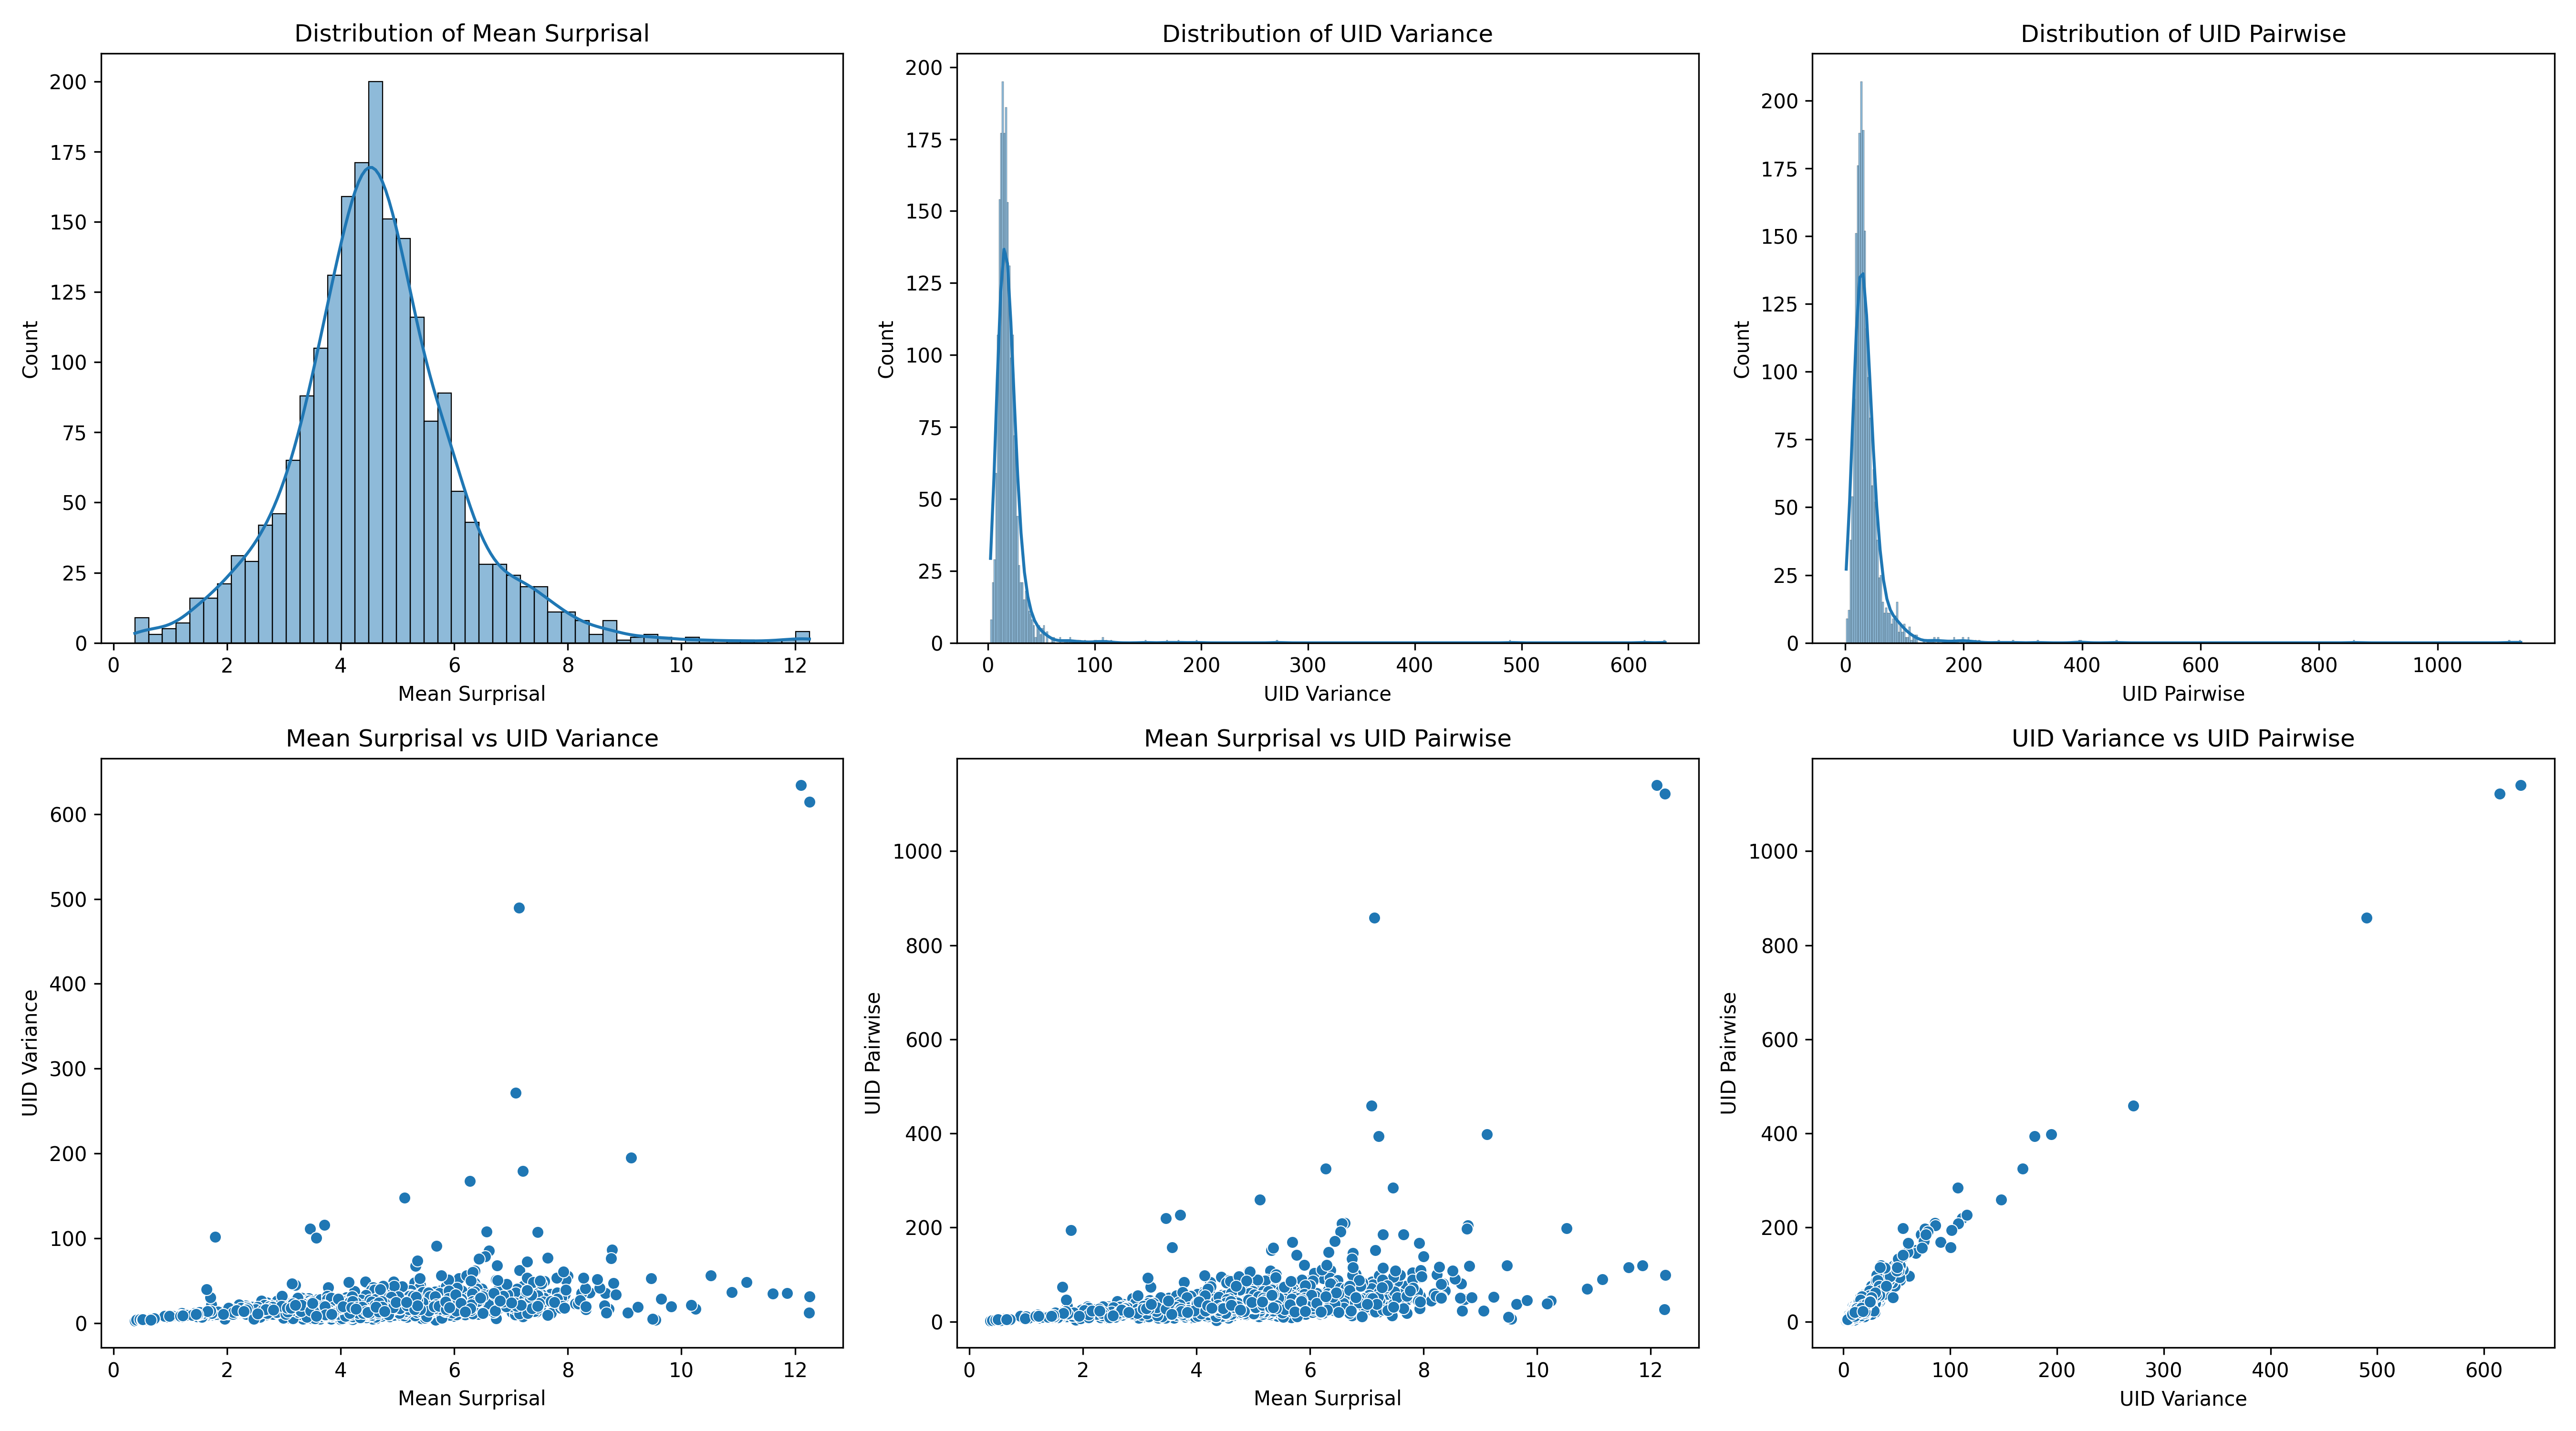 Distribution of Mean Surprisal
Count
200
175
150
125
100
75
50
25
0
0 2 4 6 8 10 12
Mean Surprisal
Distribution of UID Variance
Count
200
175
150
125
100
75
50
25
0
0 100 200 300 400 500 600
UID Variance
Distribution of UID Pairwise
Count
200
175
150
125
100
75
50
25
0
0 200 400 600 800 1000
UID Pairwise
Mean Surprisal vs UID Variance
UID Variance
600
500
400
300
200
100
0
0 2 4 6 8 10 12
Mean Surprisal
Mean Surprisal vs UID Pairwise
UID Pairwise
1000
800
600
400
200
0
0 2 4 6 8 10 12
Mean Surprisal
UID Variance vs UID Pairwise
UID Pairwise
1000
800
600
400
200
0
0 100 200 300 400 500 600
UID Variance